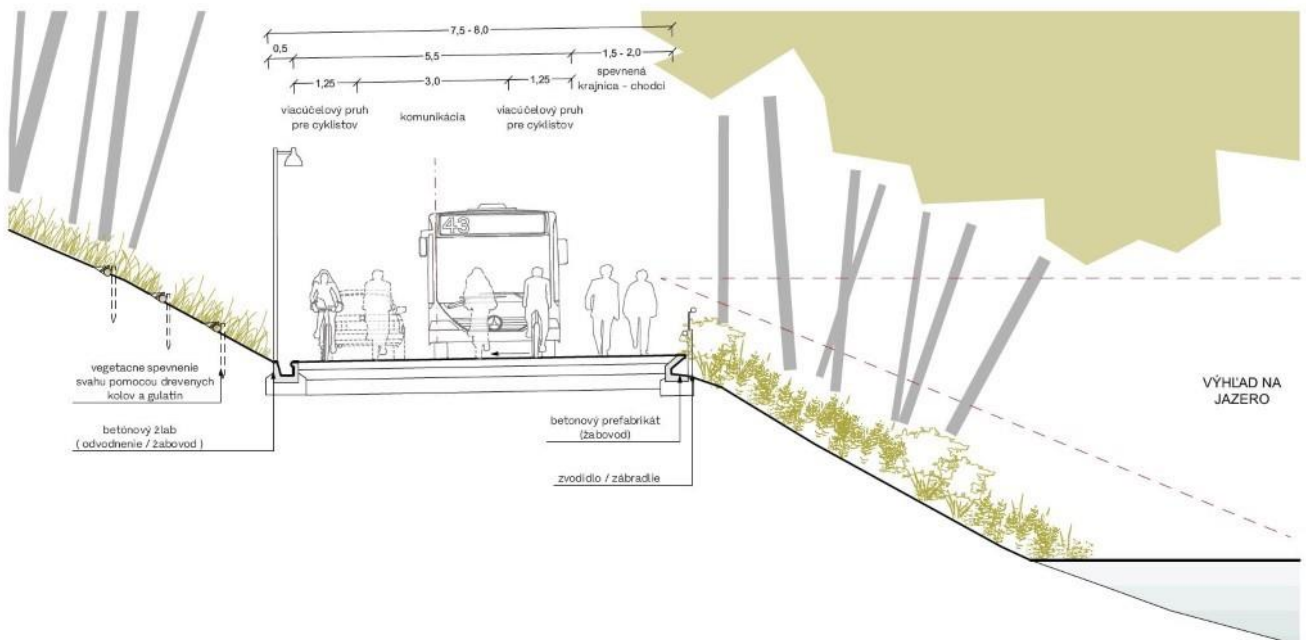 7,5 - 8,0
0,5
5,5
1,5 - 2,0
spevnená
krajnica - chodci
1,25
3,0
1,25
viacúčelový pruh
pre cyklistov
komunikácia
viacúčelový pruh
pre cyklistov
43
vegetacne spevnenie
svahu pomocou drevenych
kolov a gulatin
betónový žlab
( odvodnenie / žabovod )
betonový prefabrikát
(žabovod)
zvodidlo / zábradlie
VÝHĽAD NA
JAZERO